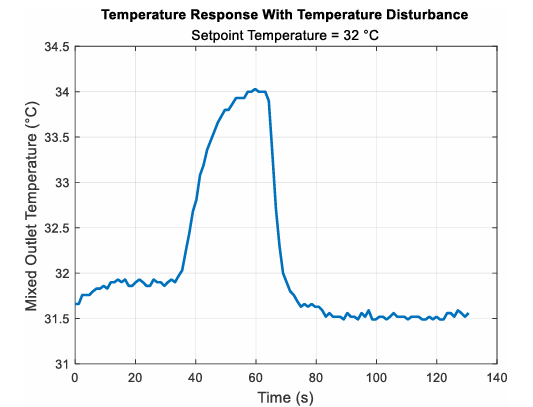 Temperature Response With Temperature Disturbance
Setpoint Temperature = 32 °C
34.5
34
33.5
33
32.5
32
31.5
31
Mixed Outlet Temperature (°C)
0 20 40 60 80 100 120 140
Time (s)